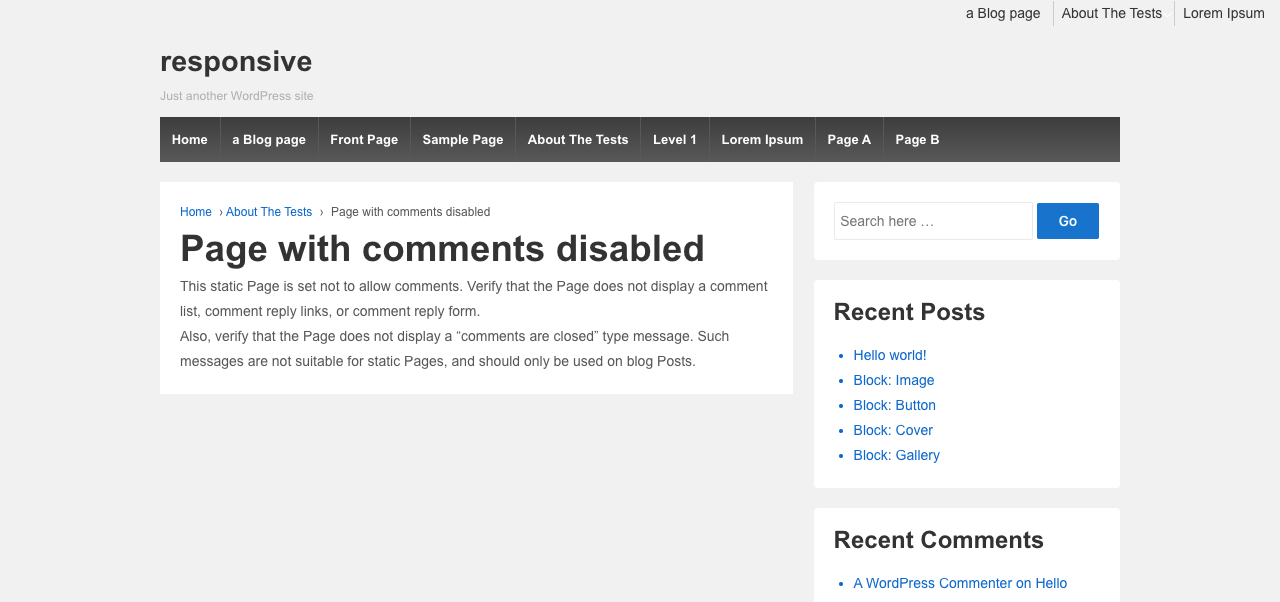 a Blog page About The Tests Lorem Ipsum
responsive
Just another WordPress site
Home a Blog page Front Page Sample Page About The Tests Level 1 Lorem Ipsum Page A Page B
Home › About The Tests › Page with comments disabled
Page with comments disabled
This static Page is set not to allow comments. Verify that the Page does not display a comment
list, comment reply links, or comment reply form.
Also, verify that the Page does not display a “comments are closed” type message. Such
messages are not suitable for static Pages, and should only be used on blog Posts.
Search here … Go
Recent Posts
Hello world!
Block: Image
Block: Button
Block: Cover
Block: Gallery
Recent Comments
A WordPress Commenter on Hello